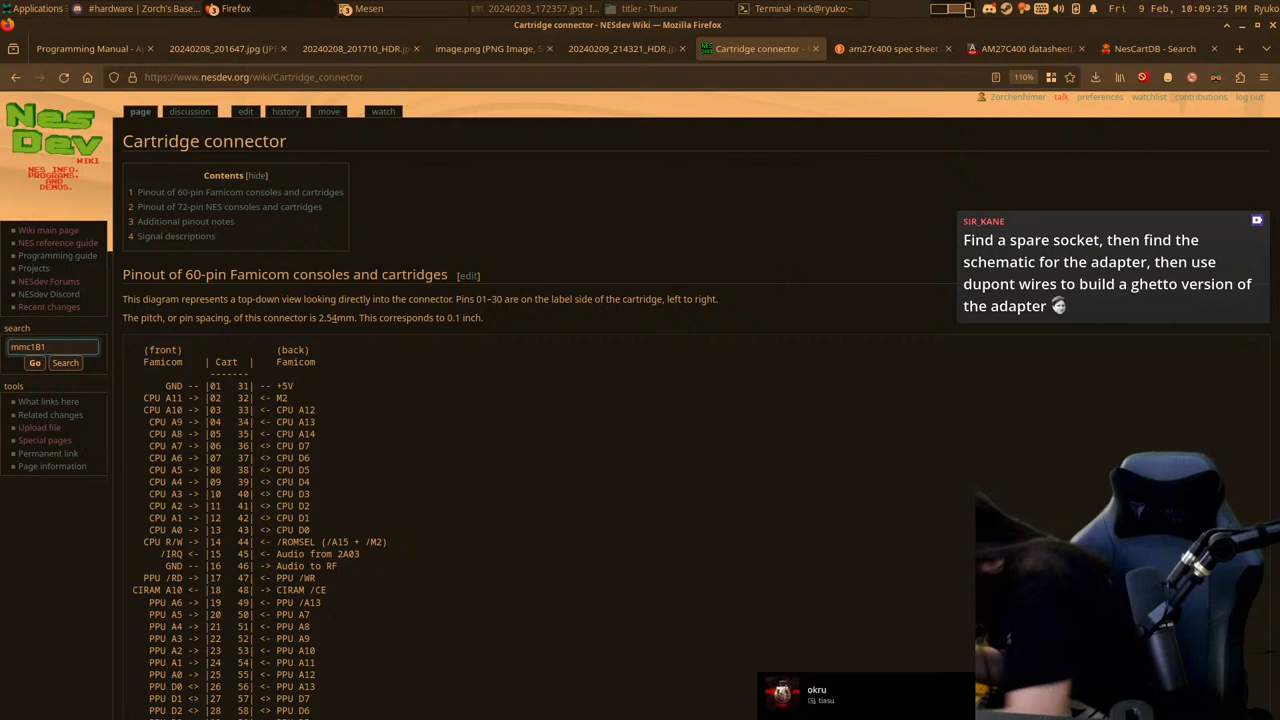 Applications
#hardware | Zorch's Base...
Firefox
Mesen
20240203_172357.jpg - I...
titler - Thunar
Terminal - nick@ryuko:~
Fri 9 Feb, 10:09:25 PM Ryuko
Cartridge connector - NESdev Wiki — Mozilla Firefox
Programming Manual - Ap
20240208_201647.jpg (JPE
20240208_201710_HDR.jp
image.png (PNG Image, 5
20240209_214321_HDR.j
Cartridge connector - N
am27c400 spec sheet
AM27C400 datasheet(1
NesCartDB - Search
https://www.nesdev.org/wiki/Cartridge_connector
110%
Zorchenhimer talk preferences watchlist contributions log out
page discussion edit history move watch
Nes Dev
WIKI
NES INFO, PROGRAMS, AND DEMOS.
Cartridge connector
Contents [hide]
1 Pinout of 60-pin Famicom consoles and cartridges
2 Pinout of 72-pin NES consoles and cartridges
3 Additional pinout notes
4 Signal descriptions
Wiki main page
NES reference guide
Programming guide
Projects
NESdev Forums
NESdev Discord
Recent changes
search
mmc1B1
Go Search
tools
What links here
Related changes
Upload file
Special pages
Permanent link
Page information
Pinout of 60-pin Famicom consoles and cartridges [edit]
This diagram represents a top-down view looking directly into the connector. Pins 01–30 are on the label side of the cartridge, left to right.
The pitch, or pin spacing, of this connector is 2.54mm. This corresponds to 0.1 inch.
(front) (back)
Famicom | Cart | Famicom
-------
GND -- |01 31| -- +5V
CPU A11 -> |02 32| <- M2
CPU A10 -> |03 33| <- CPU A12
CPU A9 -> |04 34| <- CPU A13
CPU A8 -> |05 35| <- CPU A14
CPU A7 -> |06 36| <> CPU D7
CPU A6 -> |07 37| <> CPU D6
CPU A5 -> |08 38| <> CPU D5
CPU A4 -> |09 39| <> CPU D4
CPU A3 -> |10 40| <> CPU D3
CPU A2 -> |11 41| <> CPU D2
CPU A1 -> |12 42| <> CPU D1
CPU A0 -> |13 43| <> CPU D0
CPU R/W -> |14 44| <- /ROMSEL (/A15 + /M2)
/IRQ <- |15 45| <- Audio from 2A03
GND -- |16 46| -> Audio to RF
PPU /RD -> |17 47| <- PPU /WR
CIRAM A10 <- |18 48| -> CIRAM /CE
PPU A6 -> |19 49| <- PPU /A13
PPU A5 -> |20 50| <- PPU A7
PPU A4 -> |21 51| <- PPU A8
PPU A3 -> |22 52| <- PPU A9
PPU A2 -> |23 53| <- PPU A10
PPU A1 -> |24 54| <- PPU A11
PPU A0 -> |25 55| <- PPU A12
PPU D0 <> |26 56| <- PPU A13
PPU D1 <> |27 57| <> PPU D7
PPU D2 <> |28 58| <> PPU D6
SIR_KANE
Find a spare socket, then find the
schematic for the adapter, then use
dupont wires to build a ghetto version of
the adapter
okru
tiasu